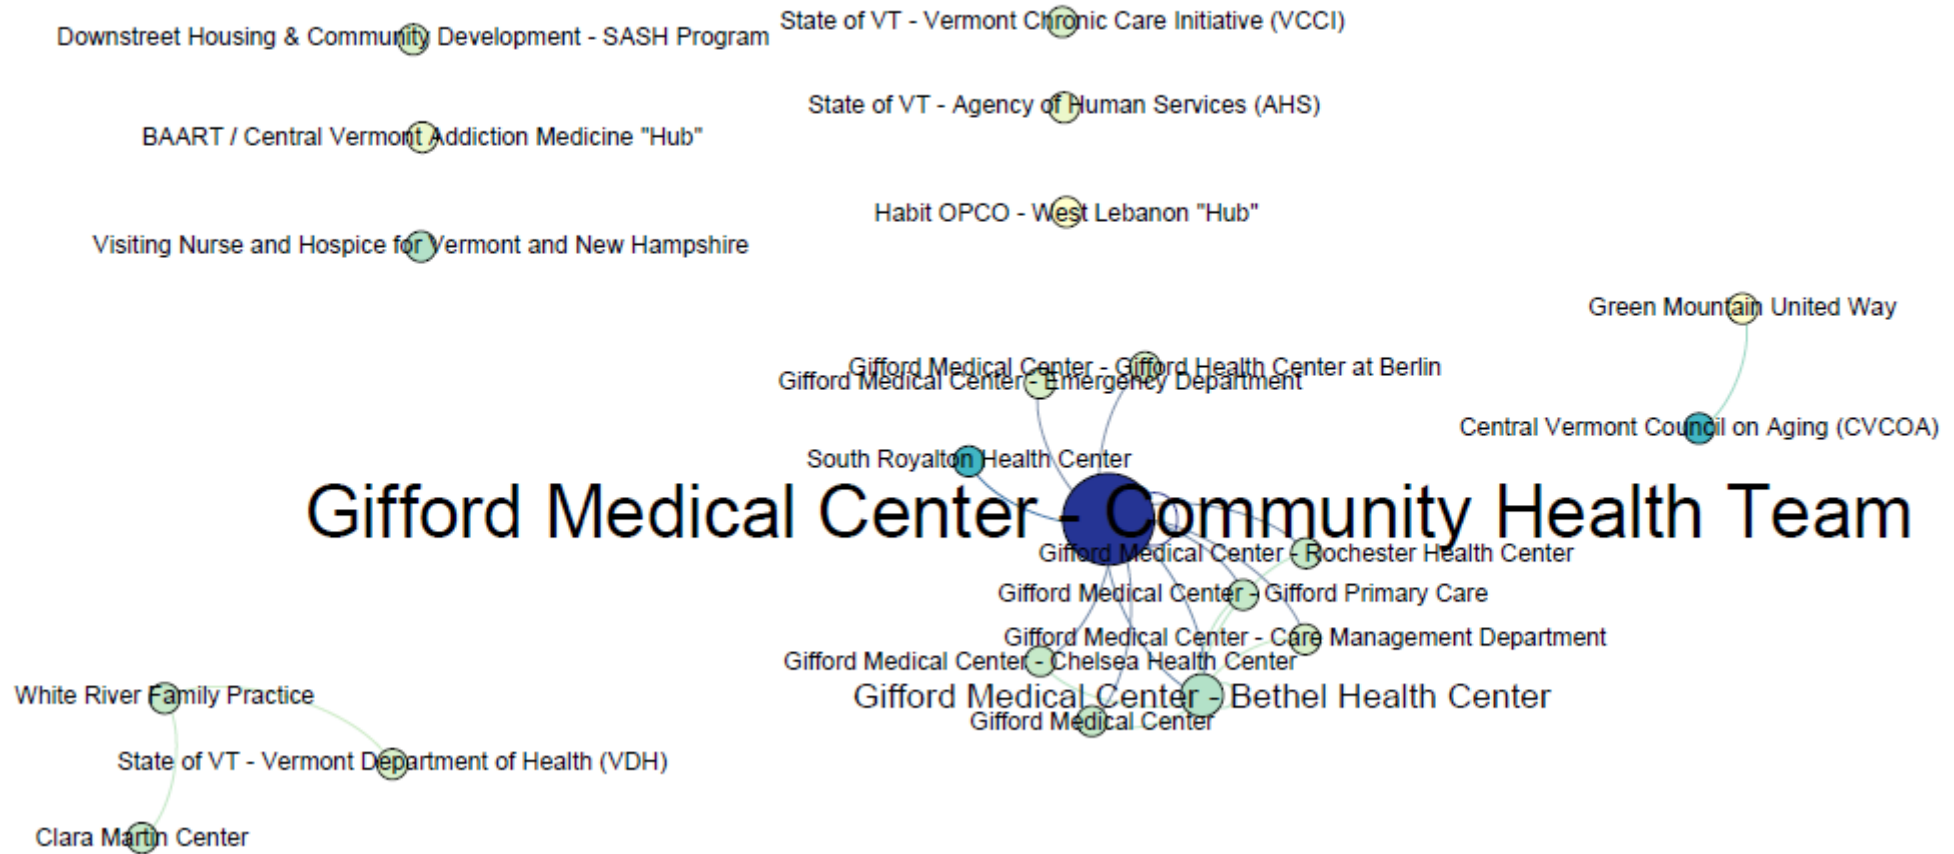 State of VT - Vermont Chronic Care Initiative (VCCI)
Downstreet Housing & Community Development - SASH Program
State of VT - Agency of Human Services (AHS)
BAART / Central Vermont Addiction Medicine "Hub"
Habit OPCO - West Lebanon "Hub"
Visiting Nurse and Hospice for Vermont and New Hampshire
Green Mountain United Way
Gifford Medical Center - Gifford Health Center at Berlin
Gifford Medical Center - Emergency Department
Central Vermont Council on Aging (CVCOA)
South Royalton Health Center
Gifford Medical Center - Community Health Team
Gifford Medical Center - Rochester Health Center
Gifford Medical Center - Gifford Primary Care
Gifford Medical Center - Care Management Department
Gifford Medical Center - Chelsea Health Center
Gifford Medical Center - Bethel Health Center
White River Family Practice
Gifford Medical Center
State of VT - Vermont Department of Health (VDH)
Clara Martin Center